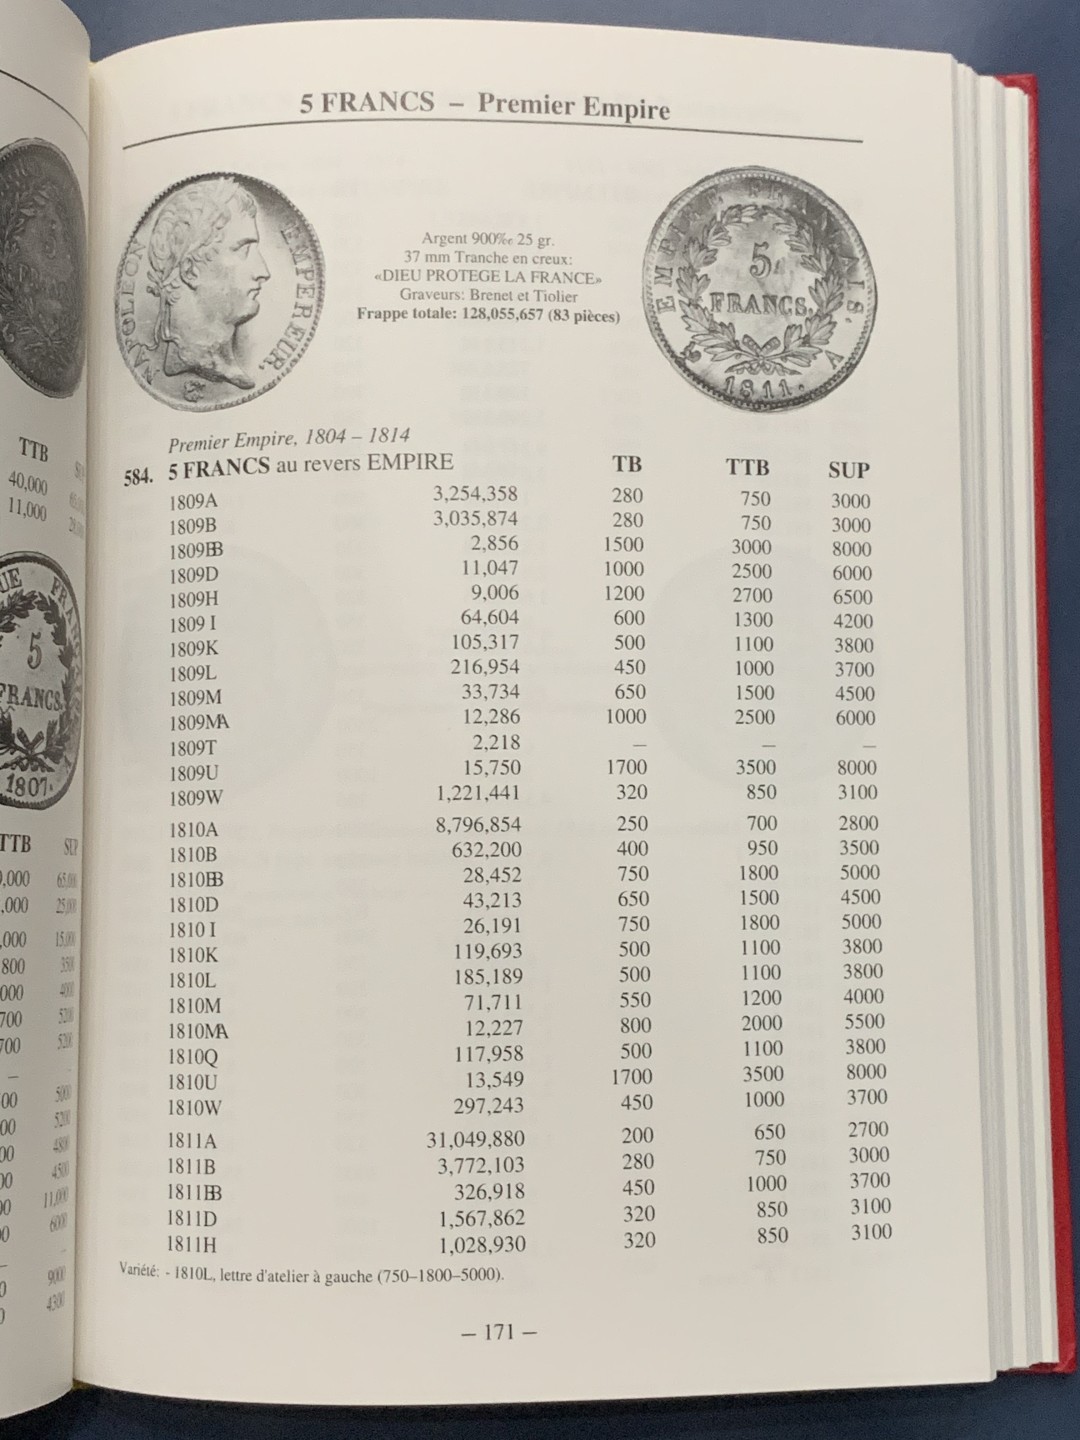 5 FRANCS – Premier Empire
NAPOLEON EMPEREUR.
Argent 900‰ 25 gr.
37 mm Tranche en creux:
«DIEU PROTEGE LA FRANCE»
Graveurs: Brenet et Tiolier
Frappe totale: 128,055,657 (83 pièces)
EMPIRE FRANÇAIS.
5
FRANCS.
1811. A
Premier Empire, 1804 – 1814
584. 5 FRANCS au revers EMPIRE TB TTB SUP
1809A 3,254,358 280 750 3000
1809B 3,035,874 280 750 3000
1809BB 2,856 1500 3000 8000
1809D 11,047 1000 2500 6000
1809H 9,006 1200 2700 6500
1809 I 64,604 600 1300 4200
1809K 105,317 500 1100 3800
1809L 216,954 450 1000 3700
1809M 33,734 650 1500 4500
1809MA 12,286 1000 2500 6000
1809T 2,218 – – –
1809U 15,750 1700 3500 8000
1809W 1,221,441 320 850 3100
1810A 8,796,854 250 700 2800
1810B 632,200 400 950 3500
1810BB 28,452 750 1800 5000
1810D 43,213 650 1500 4500
1810 I 26,191 750 1800 5000
1810K 119,693 500 1100 3800
1810L 185,189 500 1100 3800
1810M 71,711 550 1200 4000
1810MA 12,227 800 2000 5500
1810Q 117,958 500 1100 3800
1810U 13,549 1700 3500 8000
1810W 297,243 450 1000 3700
1811A 31,049,880 200 650 2700
1811B 3,772,103 280 750 3000
1811BB 326,918 450 1000 3700
1811D 1,567,862 320 850 3100
1811H 1,028,930 320 850 3100
Variété: - 1810L, lettre d'atelier à gauche (750–1800–5000).
– 171 –
TTB
40,000
11,000
5
FRANCS.
1807.
TTB SUP